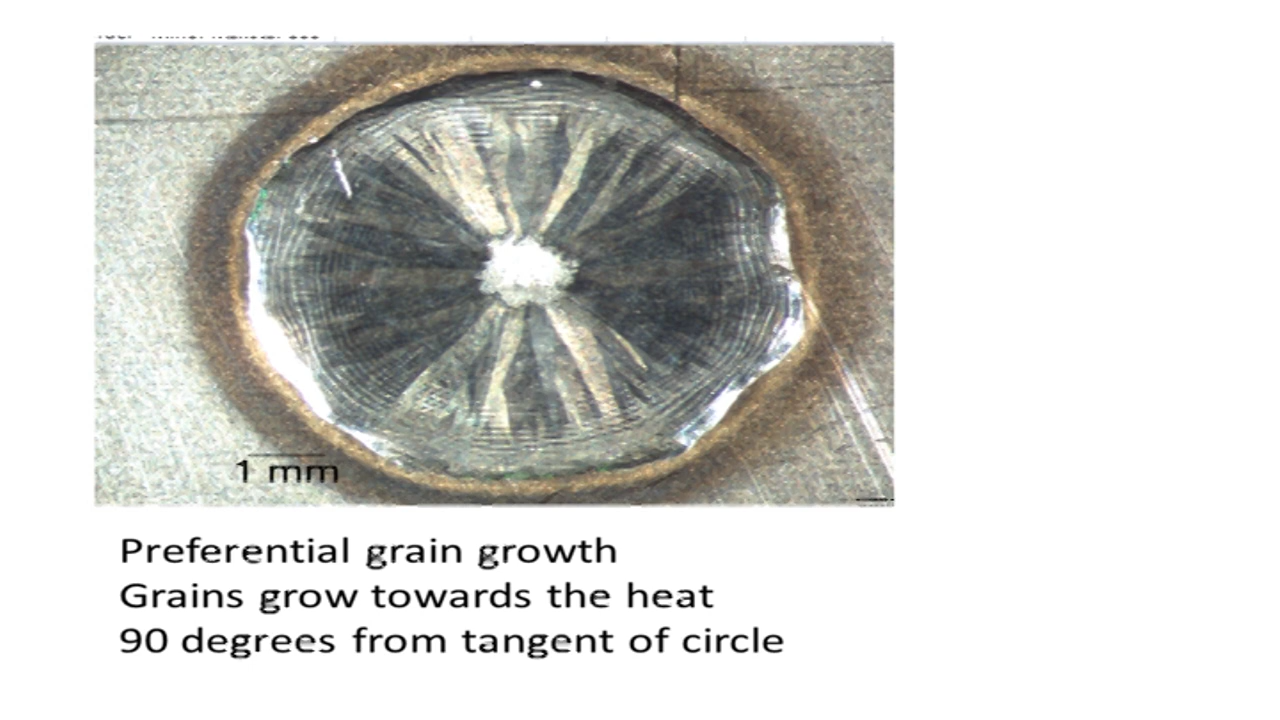 1 mm
Preferential grain growth
Grains grow towards the heat
90 degrees from tangent of circle